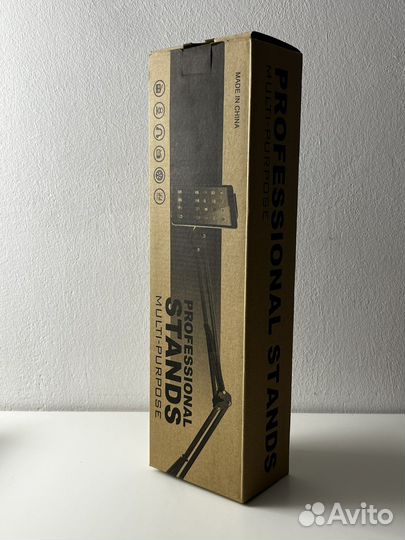 MADE IN CHINA
PROFESSIONAL
STANDS
MULTI-PURPOSE
PROFESSIONAL STANDS
MULTI-PURPOSE
Avito